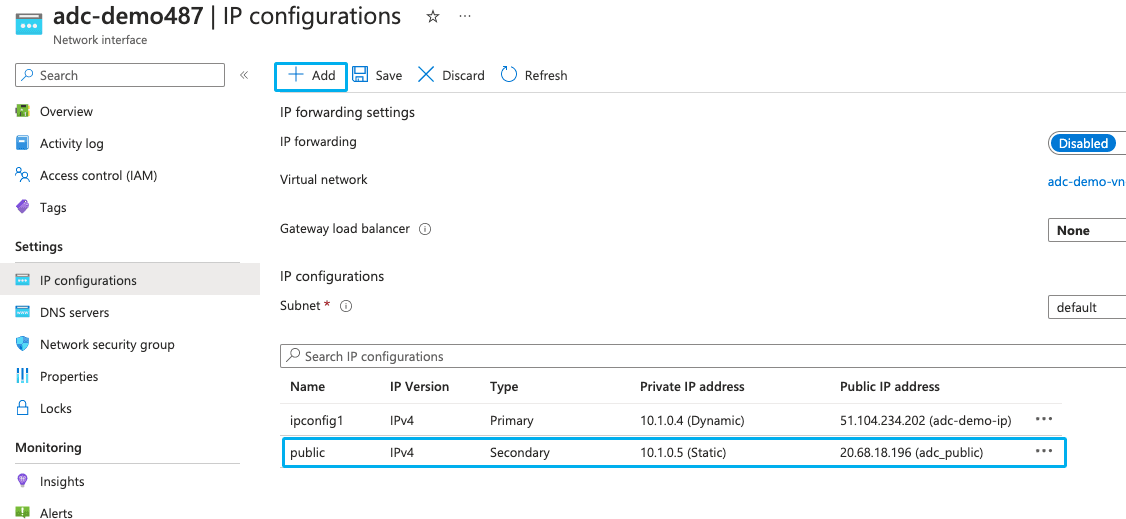 adc-demo487 | IP configurations ☆ ...
Network interface
Search «
Overview
Activity log
Access control (IAM)
Tags
Settings
IP configurations
DNS servers
Network security group
Properties
Locks
Monitoring
Insights
Alerts
+ Add Save Discard Refresh
IP forwarding settings
IP forwarding Disabled
Virtual network adc-demo-vn
Gateway load balancer None
IP configurations
Subnet * default
Search IP configurations
Name IP Version Type Private IP address Public IP address
ipconfig1 IPv4 Primary 10.1.0.4 (Dynamic) 51.104.234.202 (adc-demo-ip) ...
public IPv4 Secondary 10.1.0.5 (Static) 20.68.18.196 (adc_public) ...